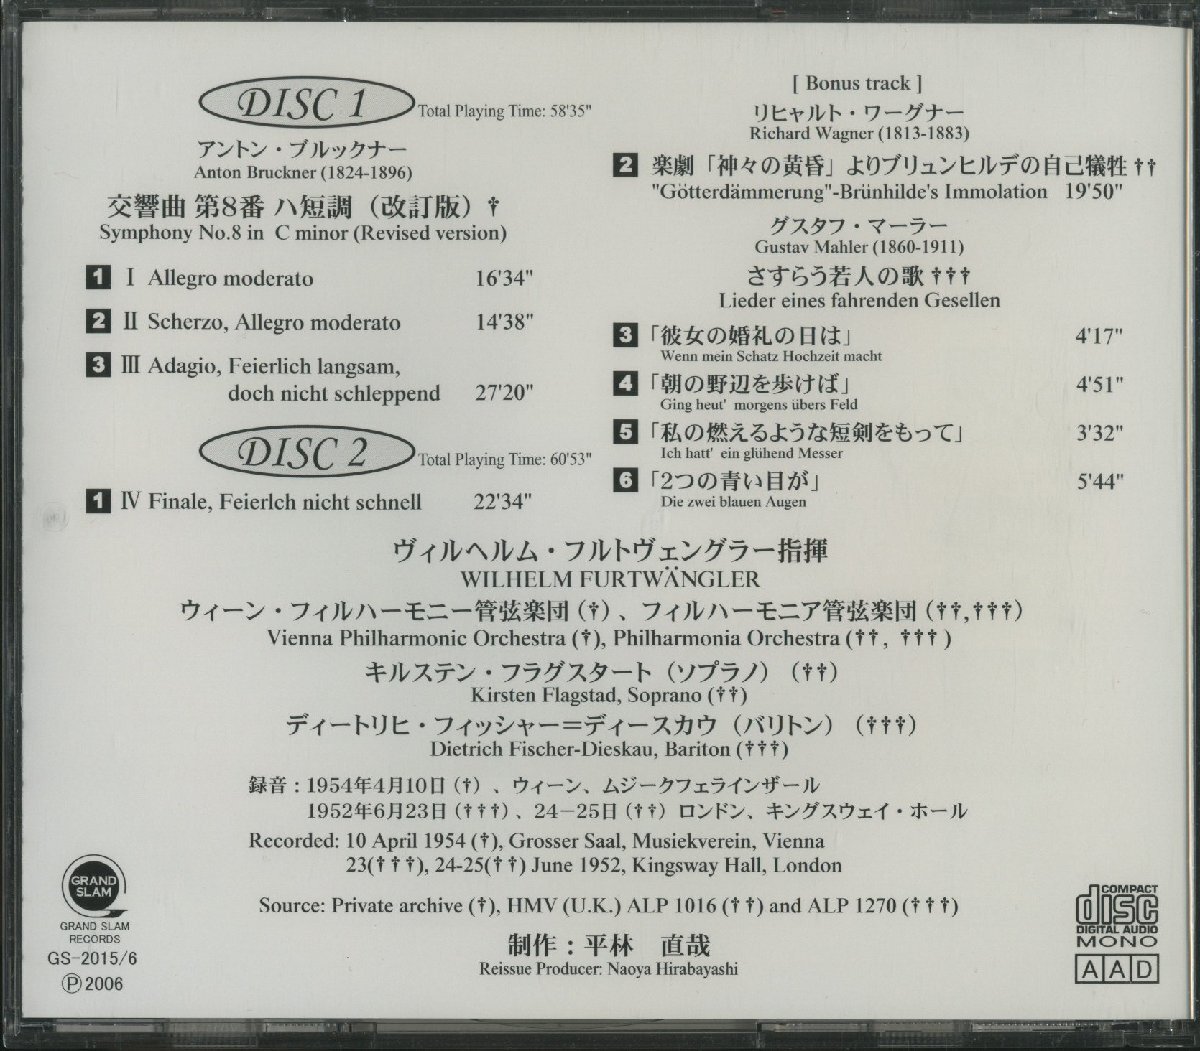 DISC 1 Total Playing Time: 58'35"
アントン・ブルックナー
Anton Bruckner (1824-1896)
交響曲 第8番 ハ短調（改訂版）†
Symphony No.8 in C minor (Revised version)
1 I Allegro moderato 16'34"
2 II Scherzo, Allegro moderato 14'38"
3 III Adagio, Feierlich langsam,
doch nicht schleppend 27'20"
DISC 2 Total Playing Time: 60'53"
1 IV Finale, Feierlch nicht schnell 22'34"
[ Bonus track ]
リヒャルト・ワーグナー
Richard Wagner (1813-1883)
2 楽劇「神々の黄昏」よりブリュンヒルデの自己犠牲††
"Götterdämmerung"-Brünhilde's Immolation 19'50"
グスタフ・マーラー
Gustav Mahler (1860-1911)
さすらう若人の歌†††
Lieder eines fahrenden Gesellen
3 「彼女の婚礼の日は」 4'17"
Wenn mein Schatz Hochzeit macht
4 「朝の野辺を歩けば」 4'51"
Ging heut' morgens übers Feld
5 「私の燃えるような短剣をもって」 3'32"
Ich hatt' ein glühend Messer
6 「2つの青い目が」 5'44"
Die zwei blauen Augen
ヴィルヘルム・フルトヴェングラー指揮
WILHELM FURTWÄNGLER
ウィーン・フィルハーモニー管弦楽団（†）、フィルハーモニア管弦楽団（††,†††）
Vienna Philharmonic Orchestra (†), Philharmonia Orchestra (††, †††)
キルステン・フラグスタート（ソプラノ）（††）
Kirsten Flagstad, Soprano (††)
ディートリヒ・フィッシャー＝ディースカウ（バリトン）（†††）
Dietrich Fischer-Dieskau, Bariton (†††)
録音：1954年4月10日（†）、ウィーン、ムジークフェラインザール
1952年6月23日（†††）、24－25日（††）ロンドン、キングスウェイ・ホール
Recorded: 10 April 1954 (†), Grosser Saal, Musiekverein, Vienna
23(†††), 24-25(††) June 1952, Kingsway Hall, London
Source: Private archive (†), HMV (U.K.) ALP 1016 (††) and ALP 1270 (†††)
制作：平林 直哉
Reissue Producer: Naoya Hirabayashi
GRAND
SLAM
GRAND SLAM
RECORDS
GS-2015/6
Ⓟ2006
COMPACT
disc
DIGITAL AUDIO
MONO
AAD